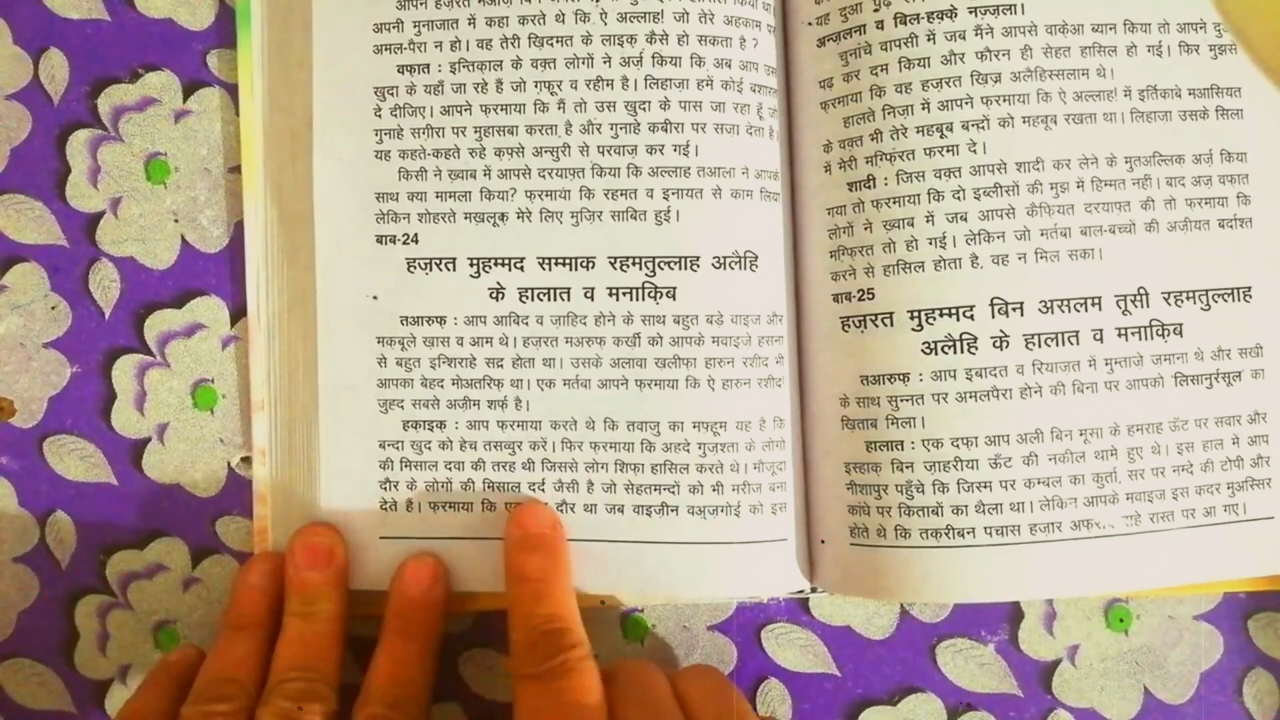 अपनी मुनाजात में कहा करते थे कि ऐ अल्लाह! जो तेरे अहकाम पर
अमल-पैरा न हो। वह तेरी ख़िदमत के लाइक़ कैसे हो सकता है ?
वफ़ात : इन्तिक़ाल के वक़्त लोगों ने अर्ज़ किया कि अब आप उस
खुदा के यहाँ जा रहे हैं जो ग़फ़ूर व रहीम है। लिहाज़ा हमें कोई बशारत
दे दीजिए। आपने फ़रमाया कि मैं तो उस ख़ुदा के पास जा रहा हूँ जो
गुनाहे सगीरा पर मुहासबा करता है और गुनाहे कबीरा पर सज़ा देता है।
यह कहते-कहते रुहे क़फ़्से अन्सुरी से परवाज़ कर गई।
किसी ने ख़्वाब में आपसे दरयाफ़्त किया कि अल्लाह तआला ने आपके
साथ क्या मामला किया? फ़रमाया कि रहमत व इनायत से काम लिया
लेकिन शोहरते मख़लूक़ मेरे लिए मुज़िर साबित हुई।
बाब-24
हज़रत मुहम्मद सम्माक रहमतुल्लाह अलैहि
के हालात व मनाक़िब
तआरुफ़ : आप आबिद व ज़ाहिद होने के साथ बहुत बड़े वाइज़ और
मक़बूले ख़ास व आम थे। हज़रत मअरुफ़ कर्ख़ी को आपके मवाइज़े हसना
से बहुत इन्शिराहे सद्र होता था। उसके अलावा खलीफ़ा हारुन रशीद भी
आपका बेहद मोअतरिफ़ था। एक मर्तबा आपने फ़रमाया कि ऐ हारुन रशीद!
जुह्द सबसे अज़ीम शर्फ़ है।
हक़ाइक़ : आप फ़रमाया करते थे कि तवाजु का मफ़्हूम यह है कि
बन्दा खुद को हेच तसव्वुर करें। फिर फ़रमाया कि अहदे गुज़श्ता के लोगों
की मिसाल दवा की तरह थी जिससे लोग शिफ़ा हासिल करते थे। मौजूदा
दौर के लोगों की मिसाल दर्द जैसी है जो सेहतमन्दों को भी मरीज बना
देते हैं। फ़रमाया कि दौर था जब वाइज़ीन वअ्ज़गोई को इस
यह दुआ पढ़
अन्ज़लना व बिल-हक़्क़े नज़्ज़ला।
चुनांचे वापसी में जब मैंने आपसे वाक़ेआ ब्यान किया तो आपने
पढ़ कर दम किया और फौरन ही सेहत हासिल हो गई। फिर मुझसे
फ़रमाया कि वह हज़रत ख़िज़्र अलैहिस्सलाम थे।
हालते निज़ा में आपने फ़रमाया कि ऐ अल्लाह! में इर्तिकाबे मआसियत
के वक़्त भी तेरे महबूब बन्दों को महबूब रखता था। लिहाज़ा उसके सिला
में मेरी मग़्फ़िरत फरमा दे।
शादी : जिस वक़्त आपसे शादी कर लेने के मुतअल्लिक अर्ज़ किया
गया तो फ़रमाया कि दो इब्लीसों की मुझ में हिम्मत नहीं। बाद अज़ वफ़ात
लोगों ने ख़्वाब में जब आपसे कैफ़ियत दरयाफ़्त की तो फ़रमाया कि
मग्फ़िरत तो हो गई। लेकिन जो मर्तबा बाल-बच्चों की अज़ीयत बर्दाश्त
करने से हासिल होता है, वह न मिल सका।
बाब-25
हज़रत मुहम्मद बिन असलम तूसी रहमतुल्लाह
अलैहि के हालात व मनाक़िब
तआरुफ़ : आप इबादत व रियाजत में मुम्ताज़े ज़माना थे और सखी
के साथ सुन्नत पर अमलपैरा होने की बिना पर आपको 'लिसानुर्रसूल' का
ख़िताब मिला।
हालात : एक दफ़ा आप अली बिन मूसा के हमराह ऊँट पर सवार और
इस्हाक़ बिन ज़ाहरीया ऊँट की नकील थामे हुए थे। इस हाल में आप
नीशापुर पहुँचे कि जिस्म पर कम्बल का कुर्ता, सर पर नम्दे की टोपी और
कांधे पर किताबों का थैला था। लेकिन आपके मवाइज़ इस कदर मुअस्सिर
होते थे कि तक़रीबन पचास हज़ार रास्ते पर आ गए।